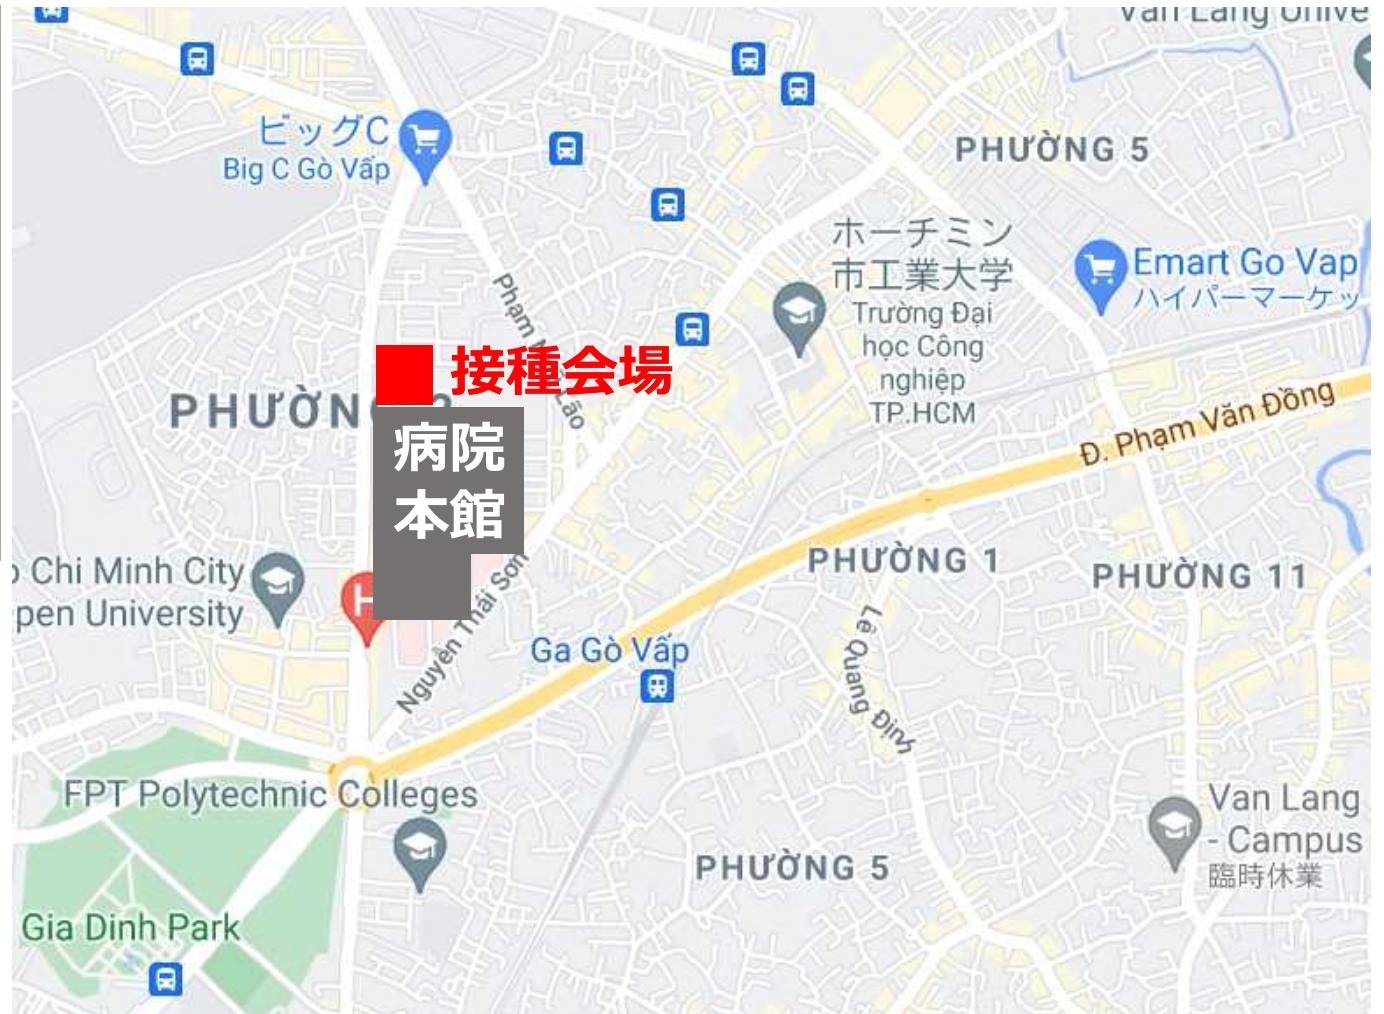 Van Lang Unive
ビッグC
Big C Gò Vấp
PHƯỜNG 5
ホーチミン
市工業大学
Trường Đại
học Công
nghiệp
TP.HCM
Emart Go Vap
ハイパーマーケッ
Phạm
Lão
接種会場
PHƯỜN
病院
本館
Đ. Phạm Văn Đồng
Chi Minh City
pen University
H
Nguyễn Thái Sơn
PHƯỜNG 1
PHƯỜNG 11
Ga Gò Vấp
Lê Quang Định
FPT Polytechnic Colleges
Van Lang
- Campus
臨時休業
PHƯỜNG 5
Gia Dinh Park